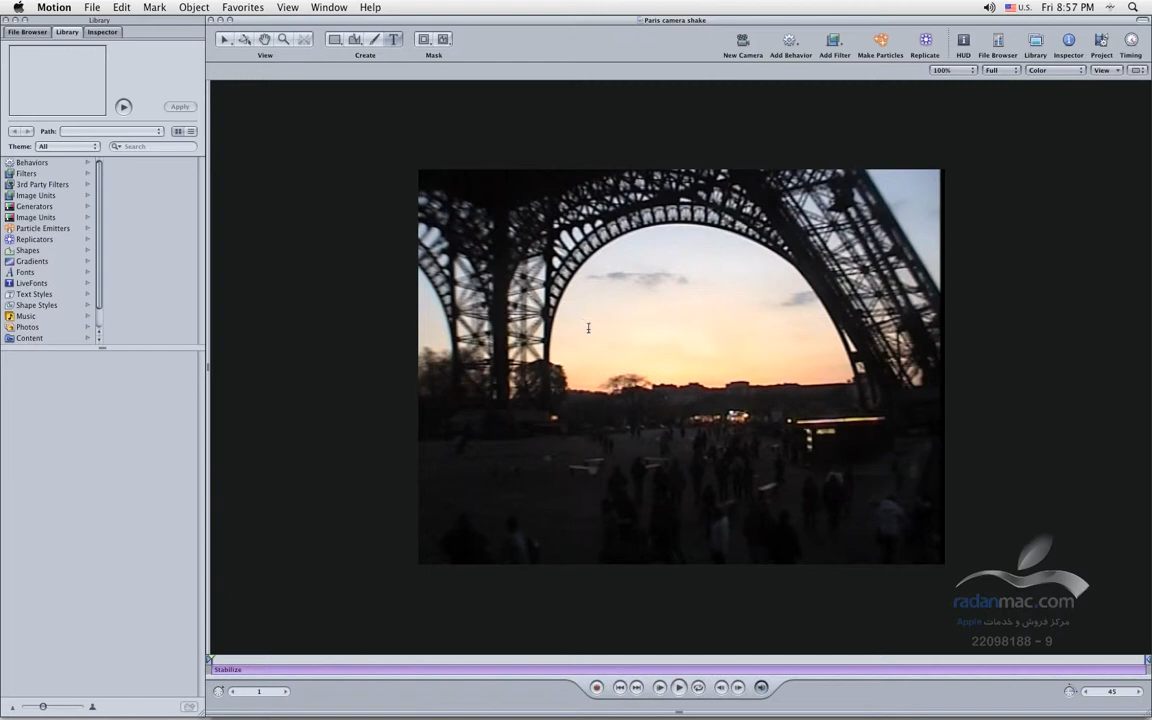 Motion File Edit Mark Object Favorites View Window Help U.S. Fri 8:57 PM
Library
Paris camera shake
File Browser Library Inspector
View Create Mask
New Camera Add Behavior Add Filter Make Particles Replicate HUD File Browser Library Inspector Project Timing
100% Full Color View
Apply
Path:
Theme: All Search
Behaviors
Filters
3rd Party Filters
Image Units
Generators
Image Units
Particle Emitters
Replicators
Shapes
Gradients
Fonts
LiveFonts
Text Styles
Shape Styles
Music
Photos
Content
radanmac.com
مرکز فروش و خدمات Apple
22098188 - 9
Stabilize
1
45